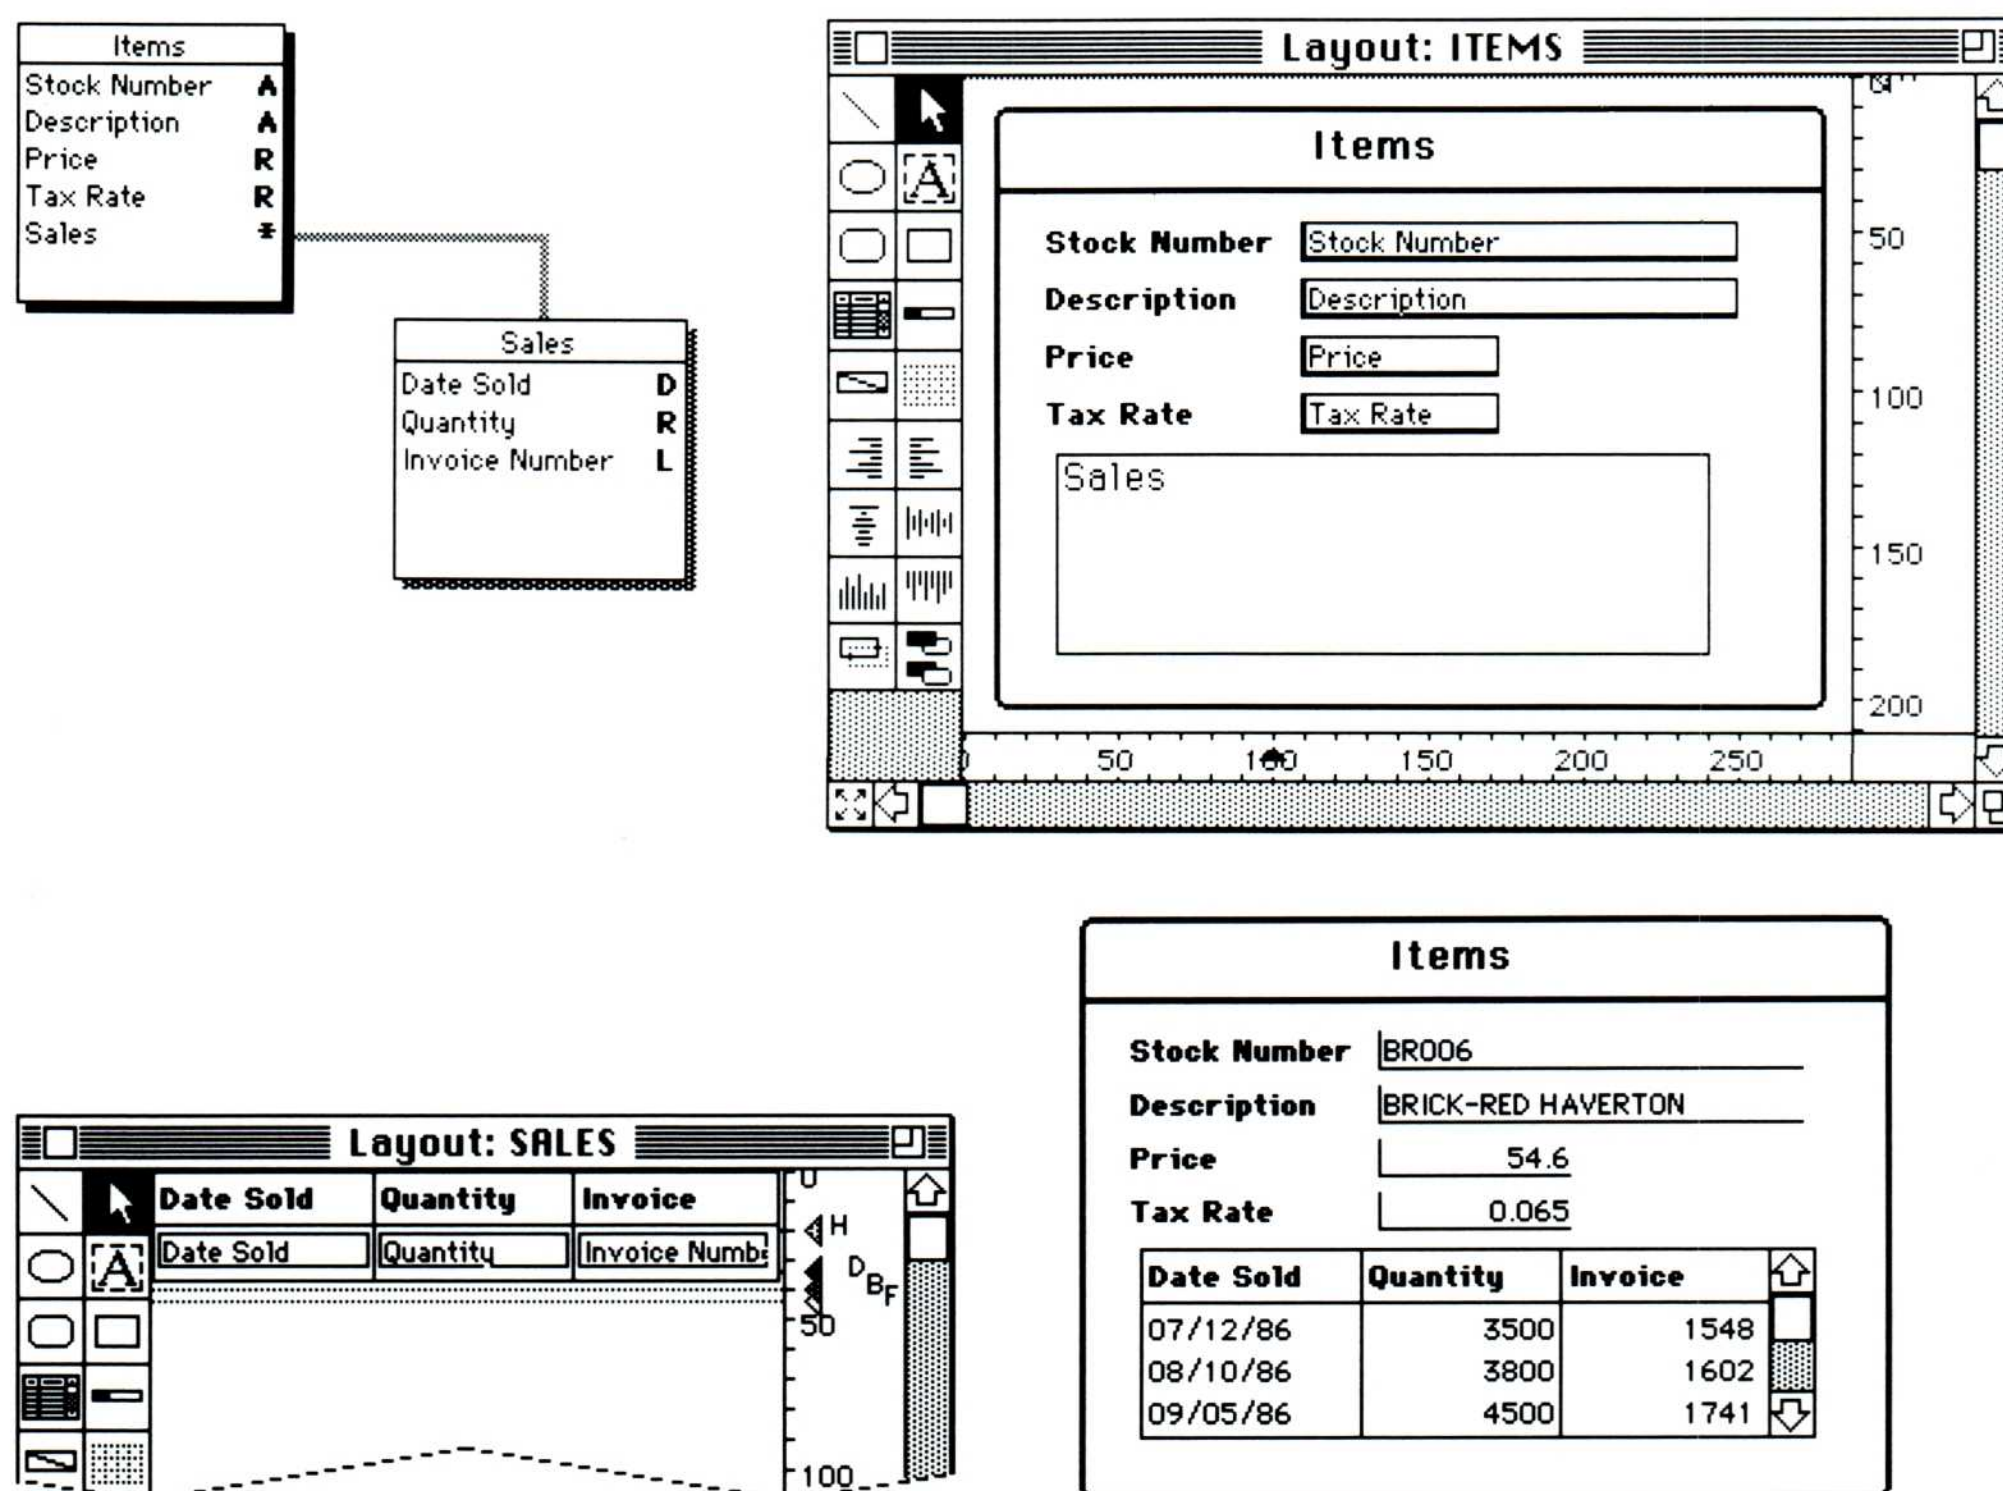 Items
Stock Number A
Description A
Price R
Tax Rate R
Sales *
Sales
Date Sold D
Quantity R
Invoice Number L
Layout: ITEMS
A
Items
Stock Number Stock Number
Description Description
Price Price
Tax Rate Tax Rate
Sales
50
100
150
200
50 100 150 200 250
Layout: SALES
A
Date Sold Quantity Invoice
Date Sold Quantity Invoice Numb
0
H
D
B
F
50
100
Items
Stock Number BR006
Description BRICK-RED HAVERTON
Price 54.6
Tax Rate 0.065
Date Sold Quantity Invoice
07/12/86 3500 1548
08/10/86 3800 1602
09/05/86 4500 1741